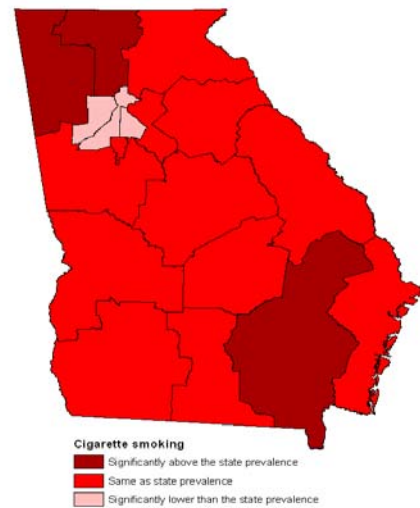 Cigarette smoking
Significantly above the state prevalence
Same as state prevalence
Significantly lower than the state prevalence